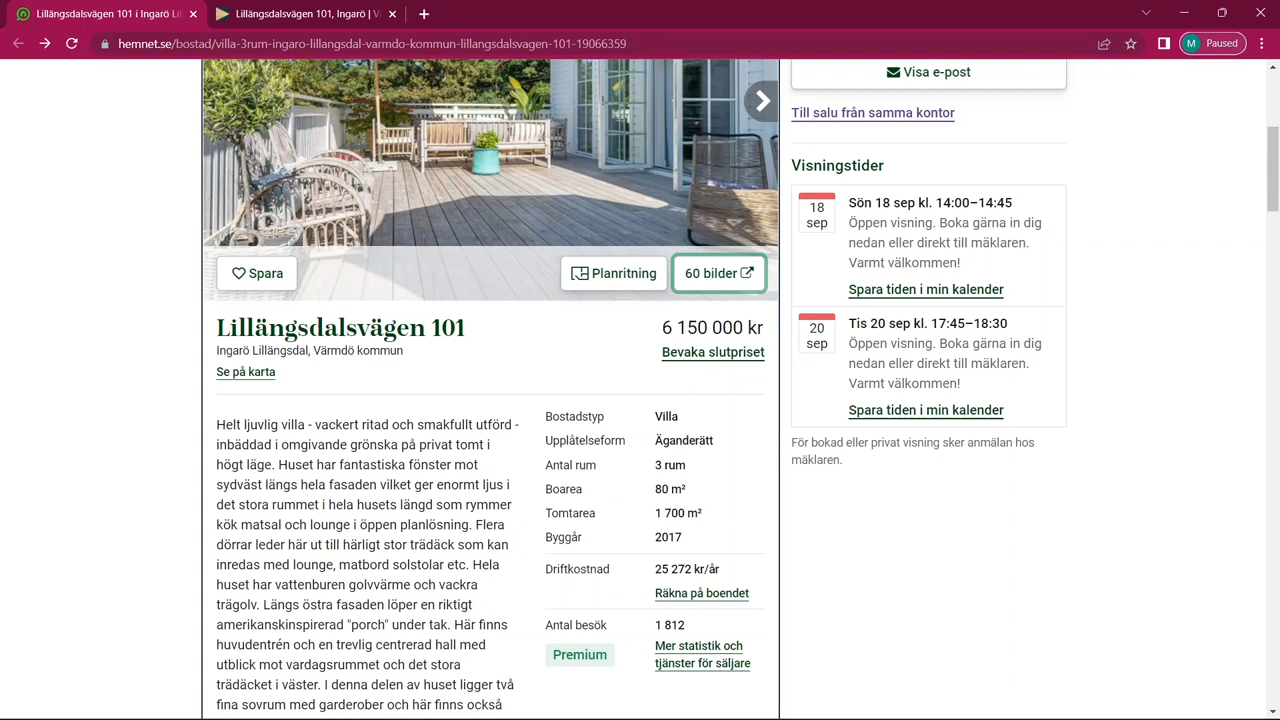 Lillängsdalsvägen 101 i Ingarö Lil
Lillängsdalsvägen 101, Ingarö |
hemnet.se/bostad/villa-3rum-ingaro-lillangsdal-varmdo-kommun-lillangsdalsvagen-101-19066359
M Paused
Spara
Planritning
60 bilder
Lillängsdalsvägen 101
6 150 000 kr
Ingarö Lillängsdal, Värmdö kommun
Bevaka slutpriset
Se på karta
Helt ljuvlig villa - vackert ritad och smakfullt utförd -
inbäddad i omgivande grönska på privat tomt i
högt läge. Huset har fantastiska fönster mot
sydväst längs hela fasaden vilket ger enormt ljus i
det stora rummet i hela husets längd som rymmer
kök matsal och lounge i öppen planlösning. Flera
dörrar leder här ut till härligt stor trädäck som kan
inredas med lounge, matbord solstolar etc. Hela
huset har vattenburen golvvärme och vackra
trägolv. Längs östra fasaden löper en riktigt
amerikanskinspirerad "porch" under tak. Här finns
huvudentrén och en trevlig centrerad hall med
utblick mot vardagsrummet och det stora
trädäcket i väster. I denna delen av huset ligger två
fina sovrum med garderober och här finns också
Bostadstyp Villa
Upplåtelseform Äganderätt
Antal rum 3 rum
Boarea 80 m²
Tomtarea 1 700 m²
Byggår 2017
Driftkostnad 25 272 kr/år
Räkna på boendet
Antal besök 1 812
Premium
Mer statistik och
tjänster för säljare
Visa e-post
Till salu från samma kontor
Visningstider
18
sep
Sön 18 sep kl. 14:00–14:45
Öppen visning. Boka gärna in dig
nedan eller direkt till mäklaren.
Varmt välkommen!
Spara tiden i min kalender
20
sep
Tis 20 sep kl. 17:45–18:30
Öppen visning. Boka gärna in dig
nedan eller direkt till mäklaren.
Varmt välkommen!
Spara tiden i min kalender
För bokad eller privat visning sker anmälan hos
mäklaren.